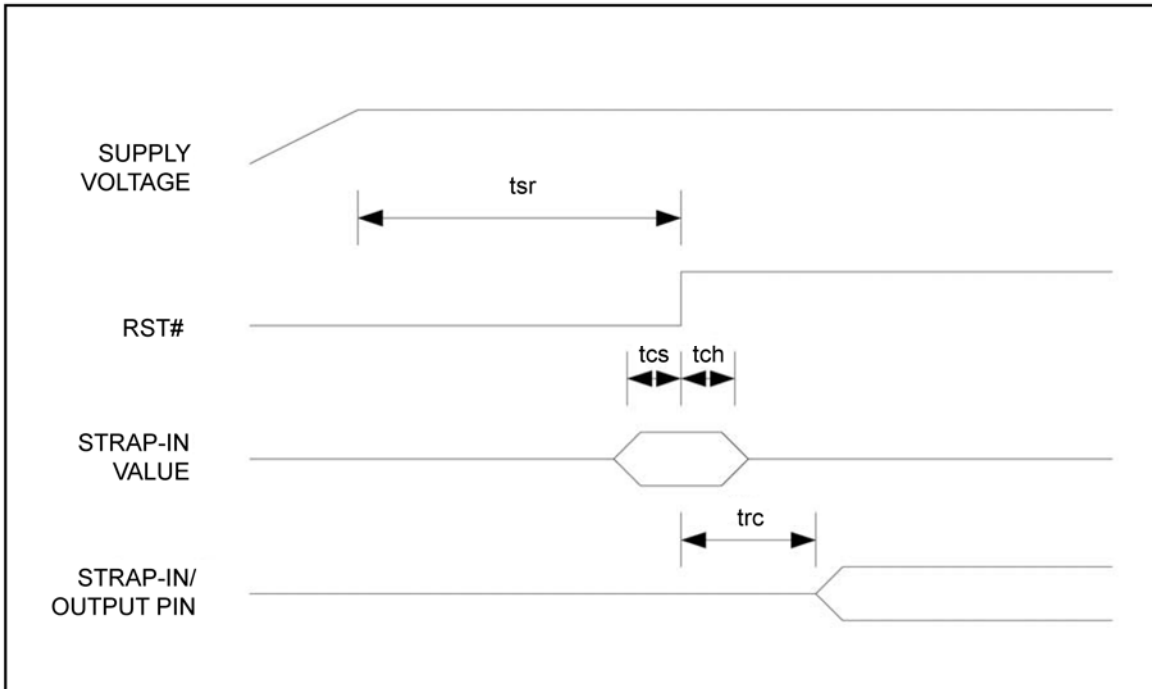 SUPPLY
VOLTAGE
tsr
RST#
tcs
tch
STRAP-IN
VALUE
trc
STRAP-IN/
OUTPUT PIN